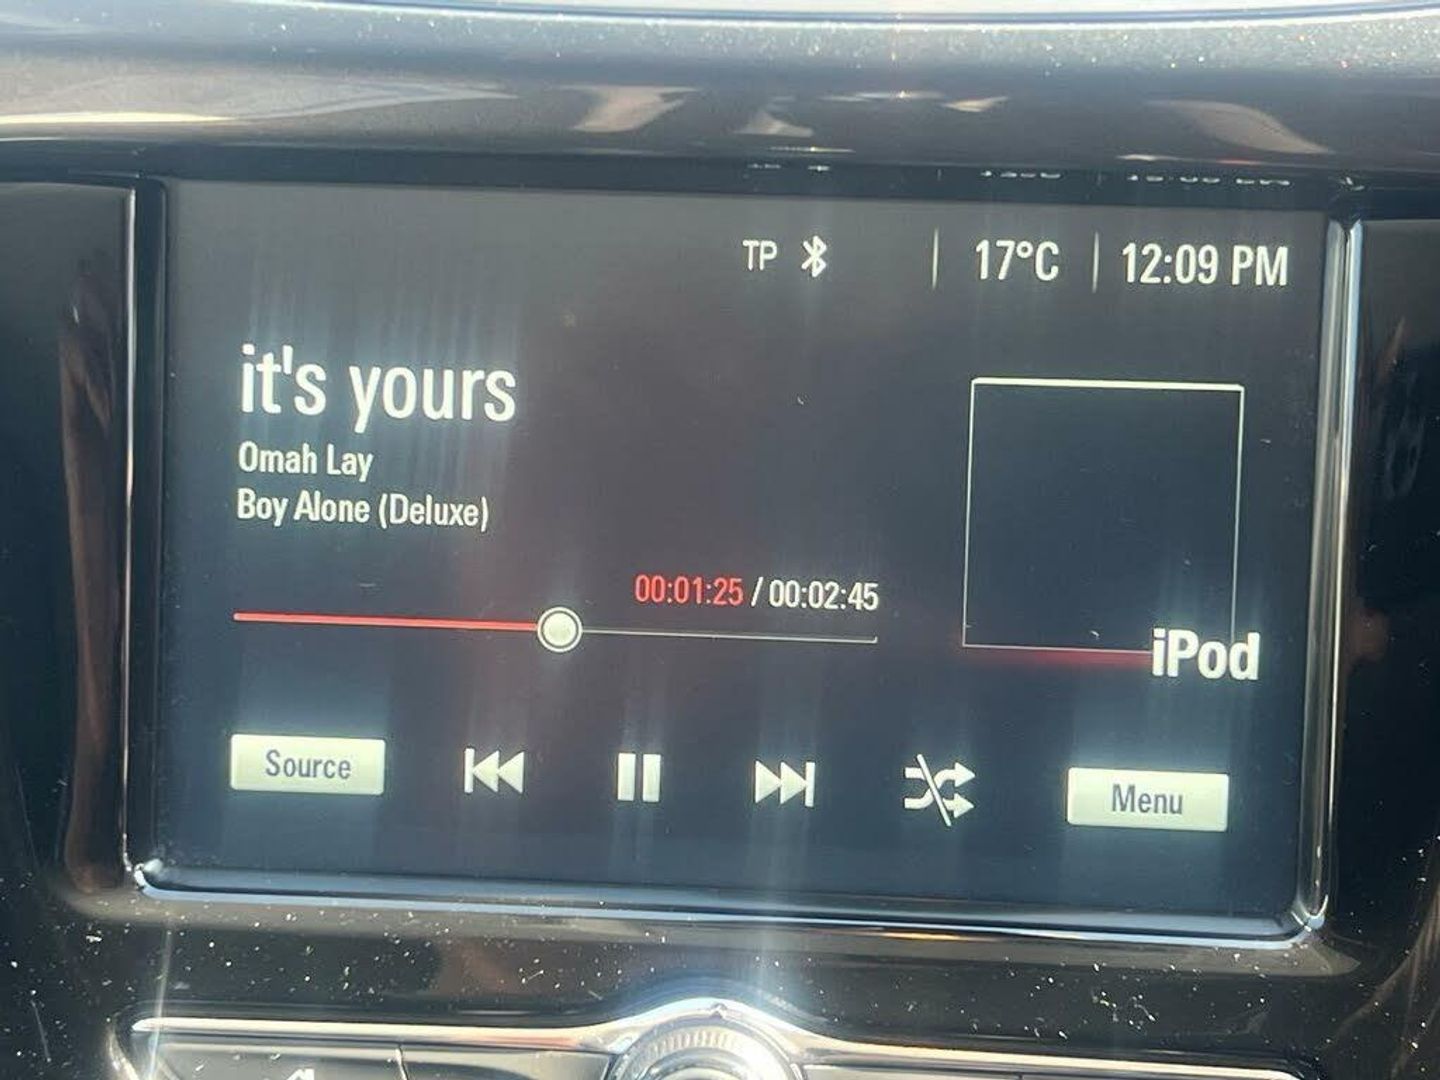 TP 17°C 12:09 PM
it's yours
Omah Lay
Boy Alone (Deluxe)
00:01:25 / 00:02:45
iPod
Source
Menu